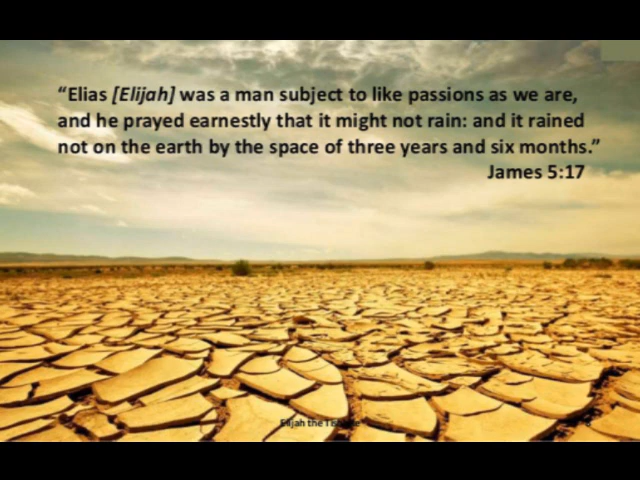 “Elias [Elijah] was a man subject to like passions as we are,
and he prayed earnestly that it might not rain: and it rained
not on the earth by the space of three years and six months.”
James 5:17
Elijah the